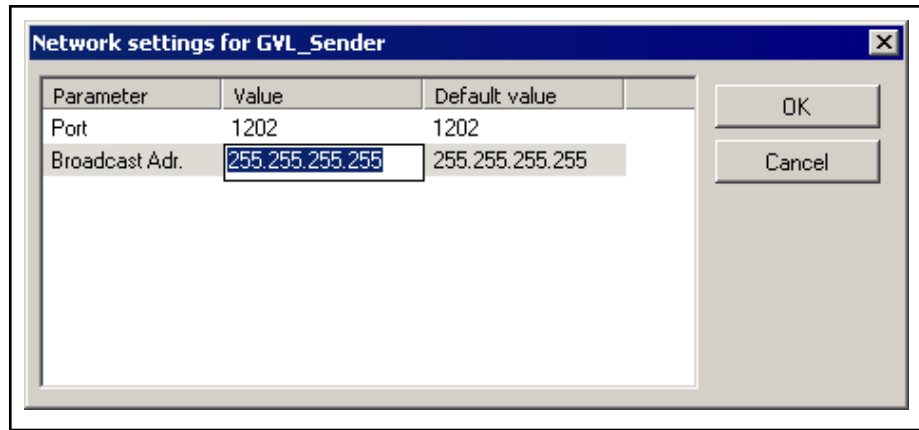 Network settings for GVL_Sender
Parameter Value Default value
OK
Port 1202 1202
Broadcast Adr. 255.255.255.255 255.255.255.255
Cancel